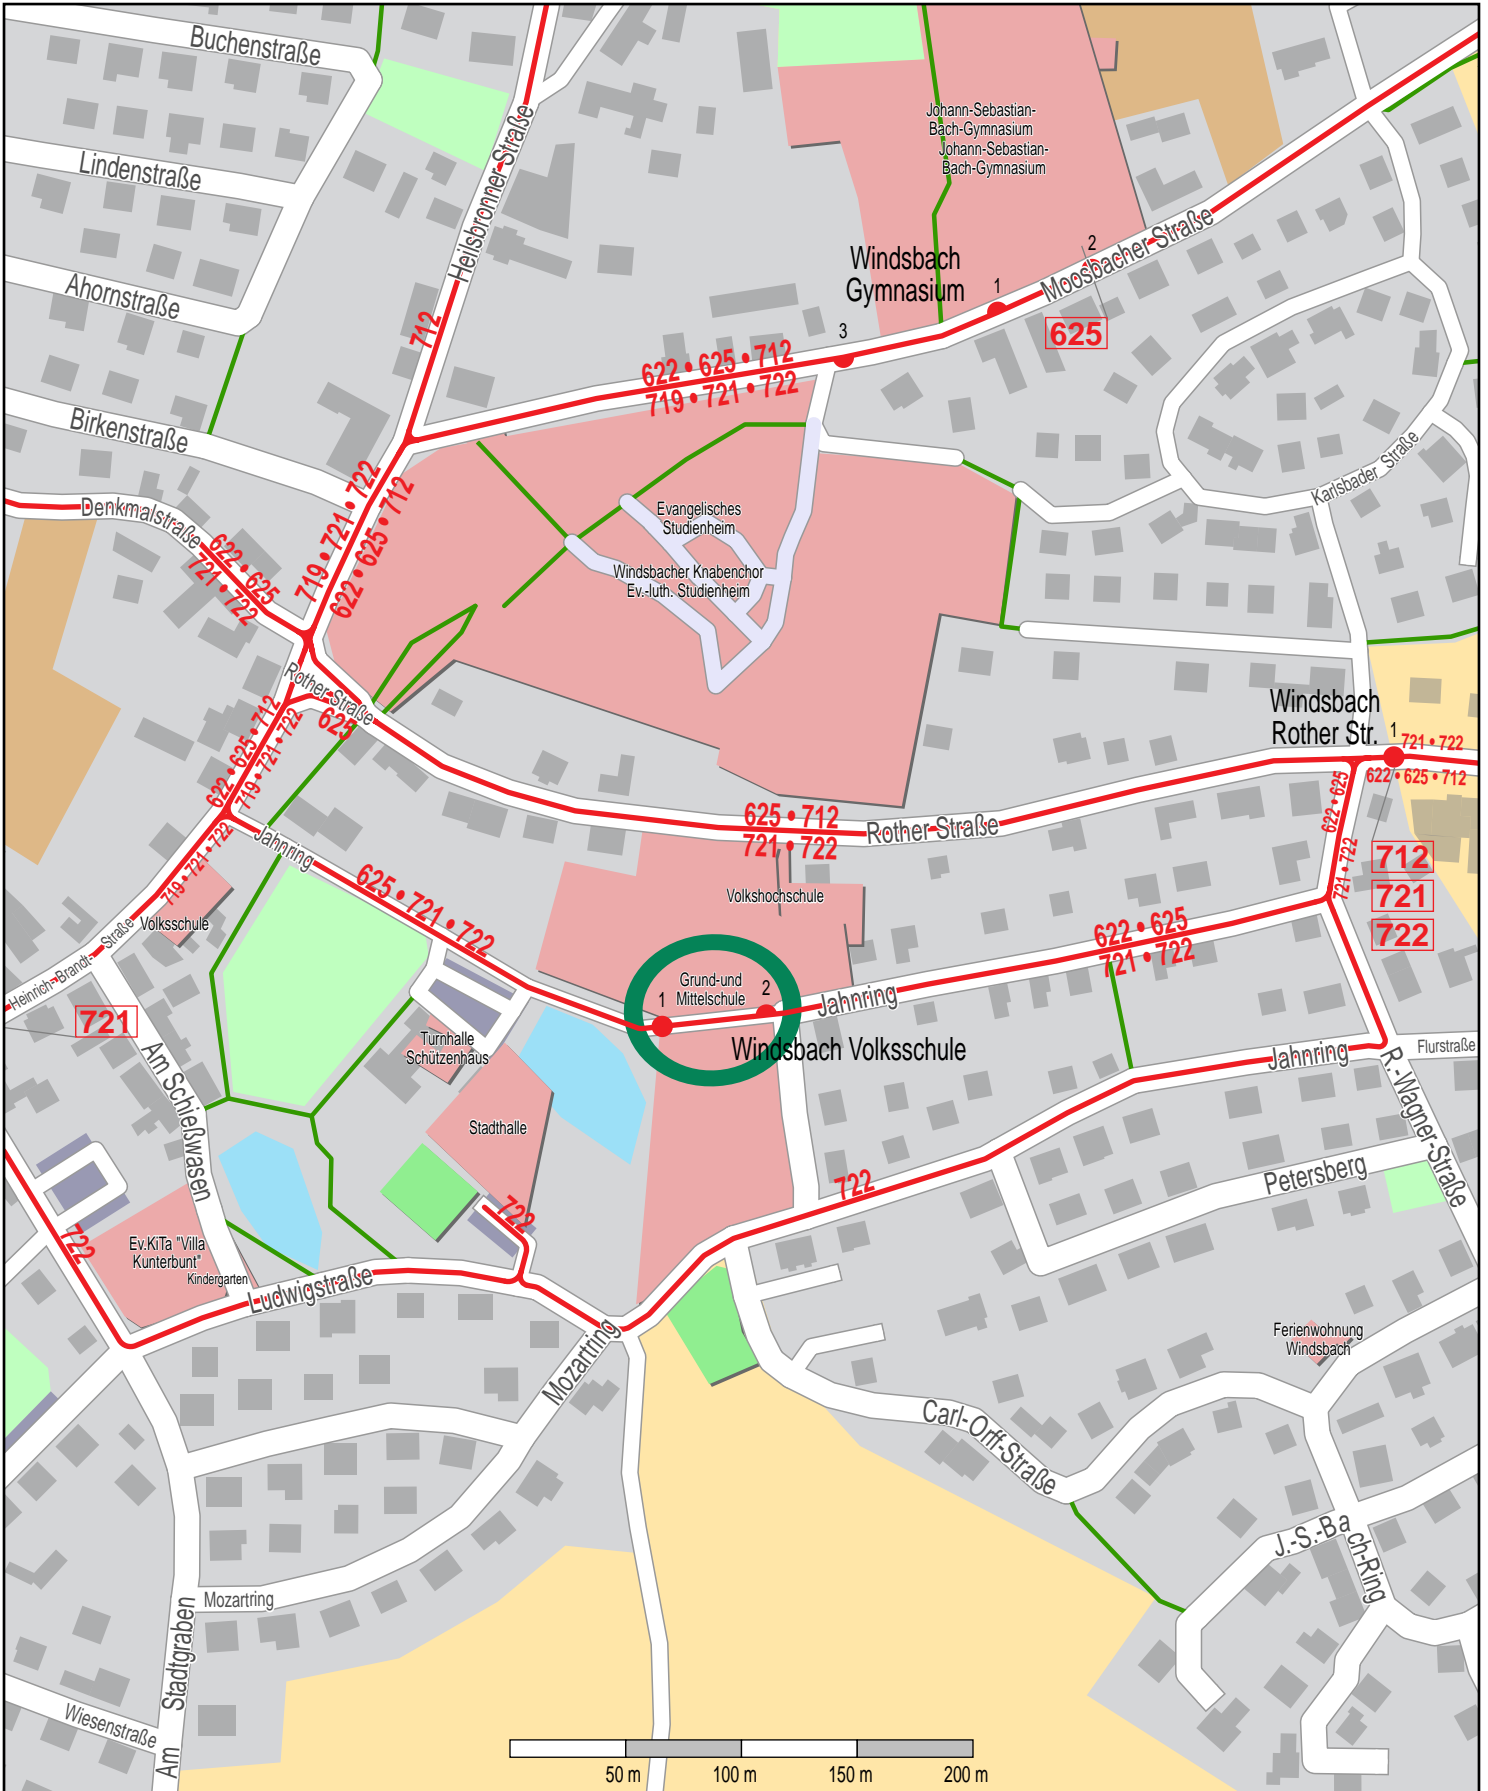 Buchenstraße
Lindenstraße
Ahornstraße
Birkenstraße
Denkmalstraße
Heilsbronner-Straße
712
Johann-Sebastian-
Bach-Gymnasium
Johann-Sebastian-
Bach-Gymnasium
Windsbach
Gymnasium
1
2
3
Moosbacher Straße
625
622 • 625 • 712
719 • 721 • 722
Karlsbader Straße
719 • 721 • 722
622 • 625 • 712
622 • 625
721 • 722
Evangelisches
Studienheim
Windsbacher Knabenchor
Ev.-luth. Studienheim
Rother Straße
625
622 • 625 • 712
719 • 721 • 722
Windsbach
Rother Str.
1
721 • 722
622 • 625 • 712
622 • 625
721 • 722
712
721
722
625 • 712
721 • 722
Rother Straße
Jahnring
719 • 721 • 722
625 • 721 • 722
Volkshochschule
Volksschule
Heinrich-Brandt-Straße
721
622 • 625
721 • 722
Grund-und
Mittelschule
1
2
Jahnring
Windsbach Volksschule
Turnhalle
Schützenhaus
Am Schießwasen
Jahnring
Flurstraße
R.-Wagner-Straße
Stadthalle
Petersberg
722
722
722
Ev.KiTa "Villa
Kunterbunt"
Kindergarten
Ludwigstraße
Mozartring
Ferienwohnung
Windsbach
Carl-Orff-Straße
J.-S.-Bach-Ring
Mozartring
Am Stadtgraben
Wiesenstraße
50 m
100 m
150 m
200 m